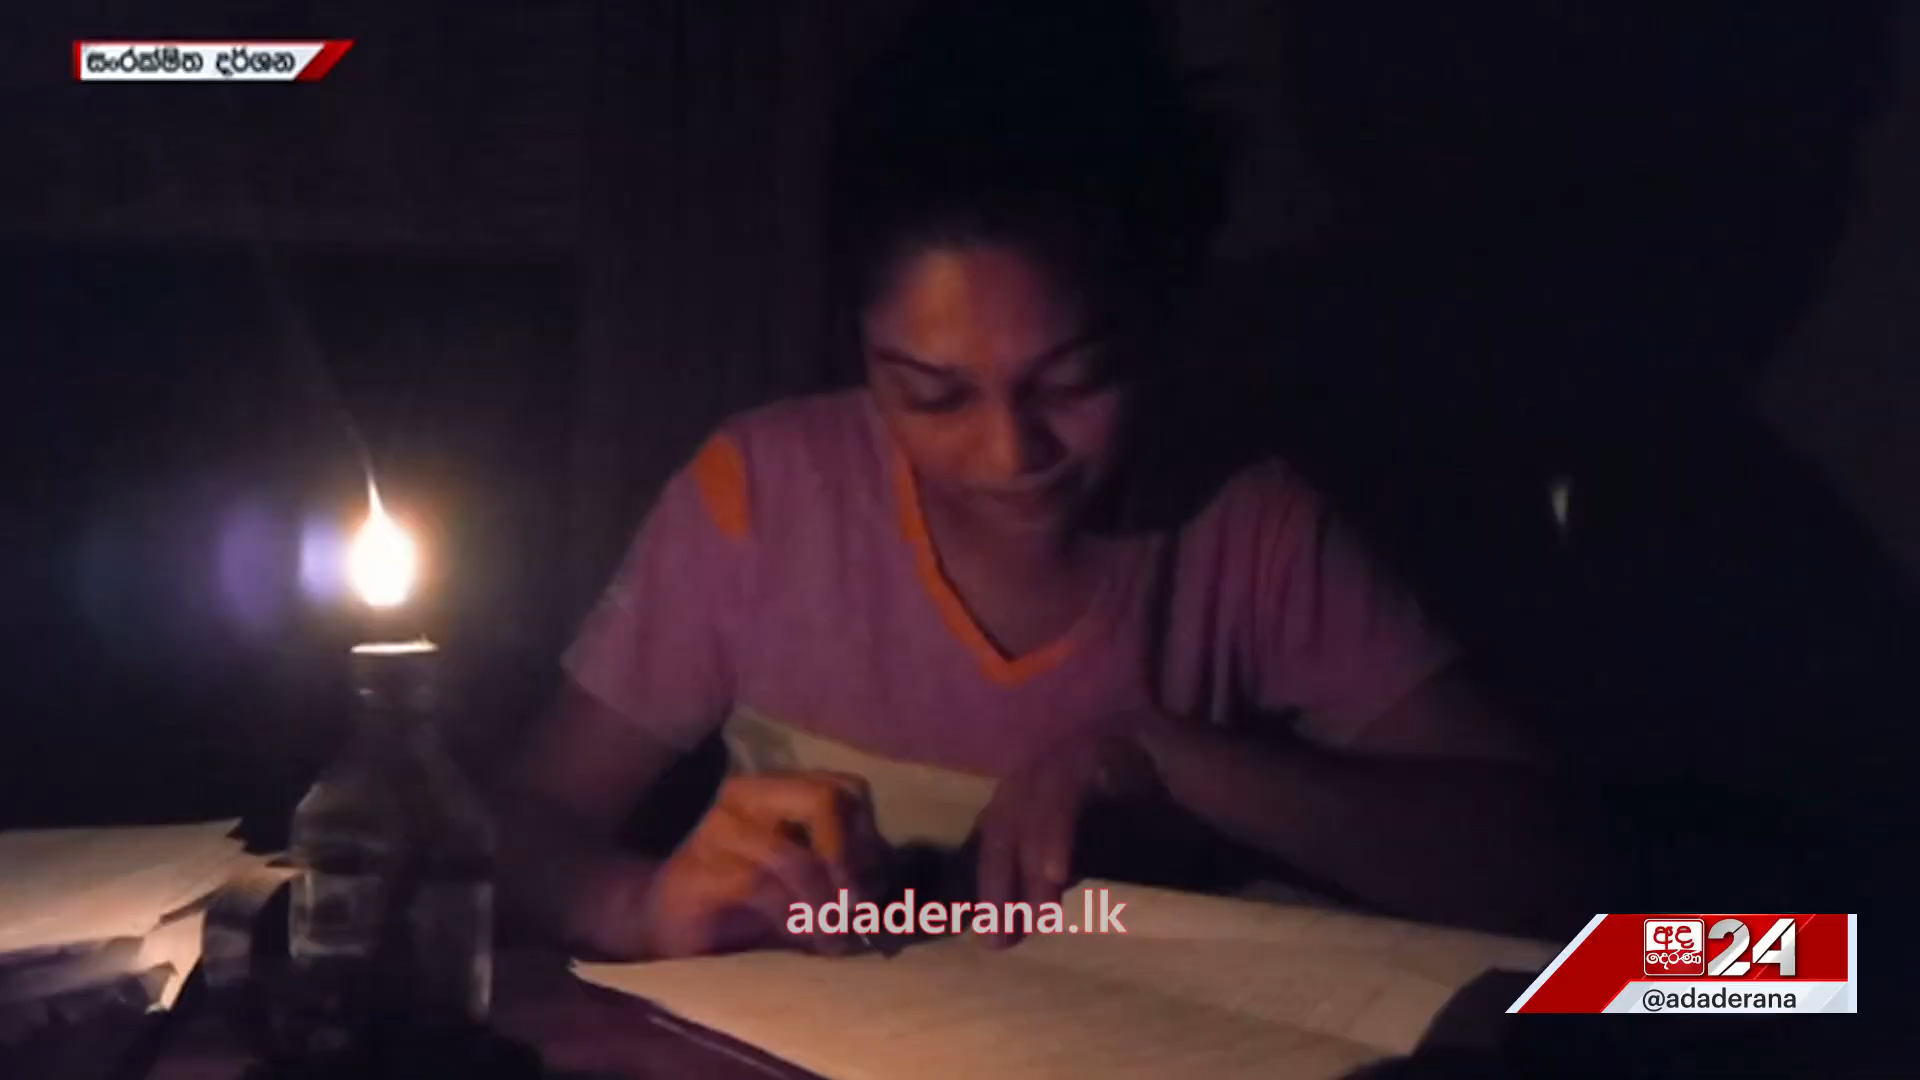 සංරක්ෂිත දර්ශන
adaderana.lk
අද
දෙරණ
24
@adaderana